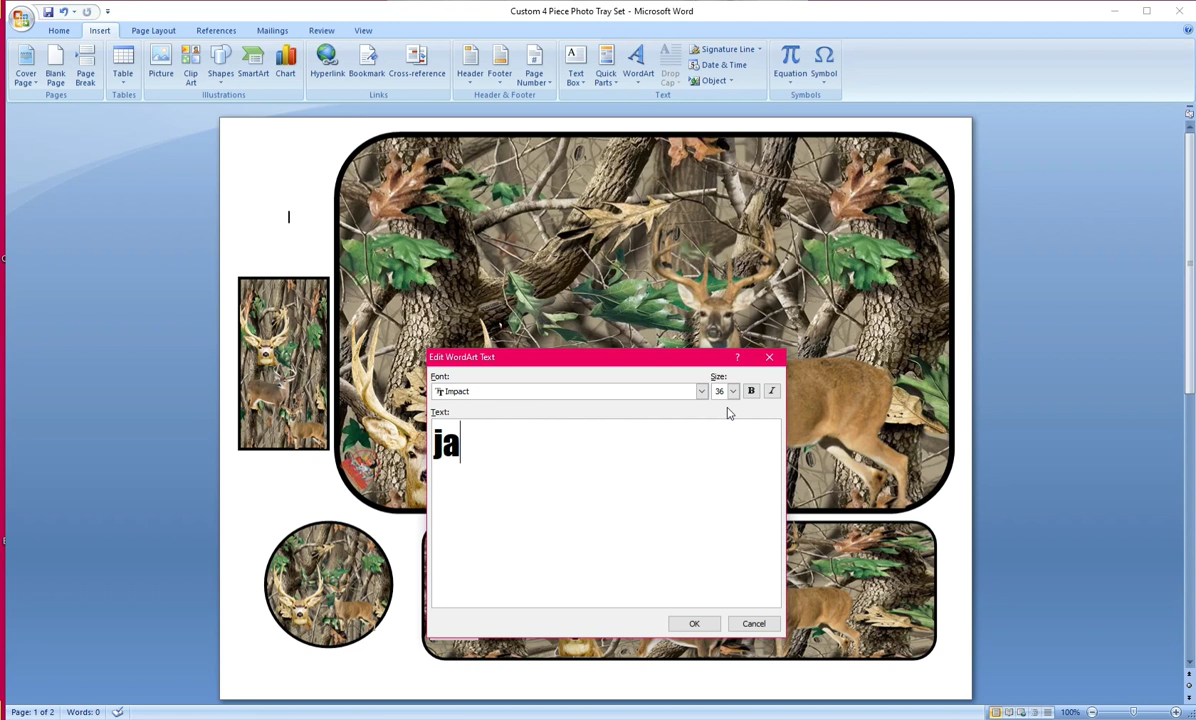 Custom 4 Piece Photo Tray Set - Microsoft Word
Home Insert Page Layout References Mailings Review View
Cover Page
Blank Page
Page Break
Table
Picture
Clip Art
Shapes
SmartArt
Chart
Hyperlink
Bookmark
Cross-reference
Header
Footer
Page Number
Text Box
Quick Parts
WordArt
Drop Cap
Signature Line
Date & Time
Object
Equation
Symbol
Pages Tables Illustrations Links Header & Footer Text Symbols
Edit WordArt Text ?
Font: Size:
Impact 36 B I
Text:
ja
OK Cancel
Page: 1 of 2 Words: 0 100%